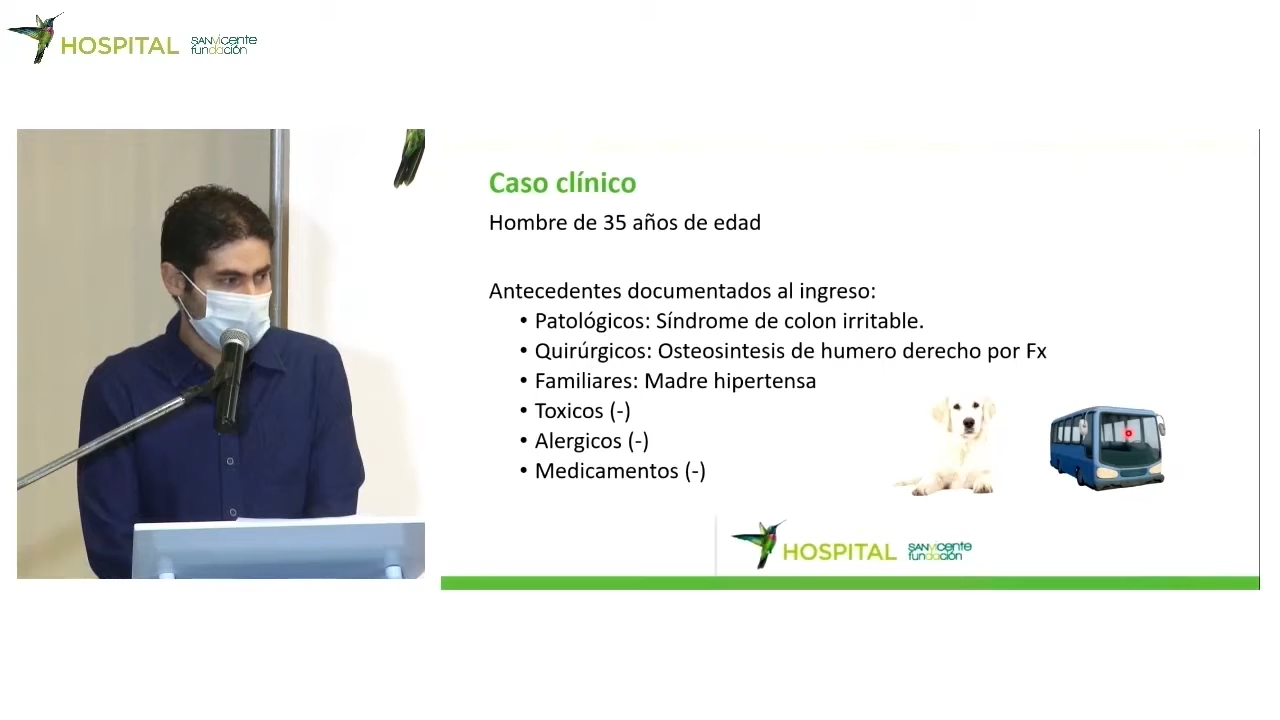 HOSPITAL SANVICENTE
fundación
Caso clínico
Hombre de 35 años de edad
Antecedentes documentados al ingreso:
• Patológicos: Síndrome de colon irritable.
• Quirúrgicos: Osteosintesis de humero derecho por Fx
• Familiares: Madre hipertensa
• Toxicos (-)
• Alergicos (-)
• Medicamentos (-)
HOSPITAL SANVICENTE
fundación